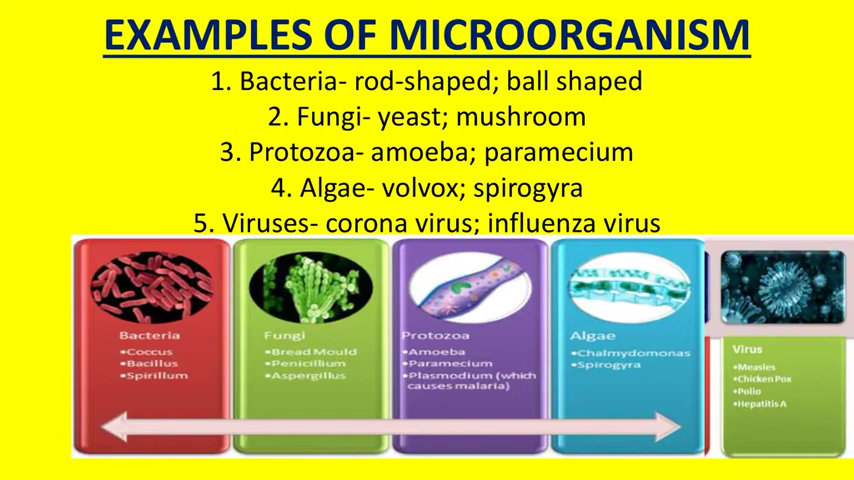 EXAMPLES OF MICROORGANISM
1. Bacteria- rod-shaped; ball shaped
2. Fungi- yeast; mushroom
3. Protozoa- amoeba; paramecium
4. Algae- volvox; spirogyra
5. Viruses- corona virus; influenza virus
Bacteria
•Coccus
•Bacillus
•Spirillum
Fungi
•Bread Mould
•Penicillium
•Aspergillus
Protozoa
•Amoeba
•Paramecium
•Plasmodium (which
causes malaria)
Algae
•Chalmydomonas
•Spirogyra
Virus
•Measles
•Chicken Pox
•Polio
•Hepatitis A